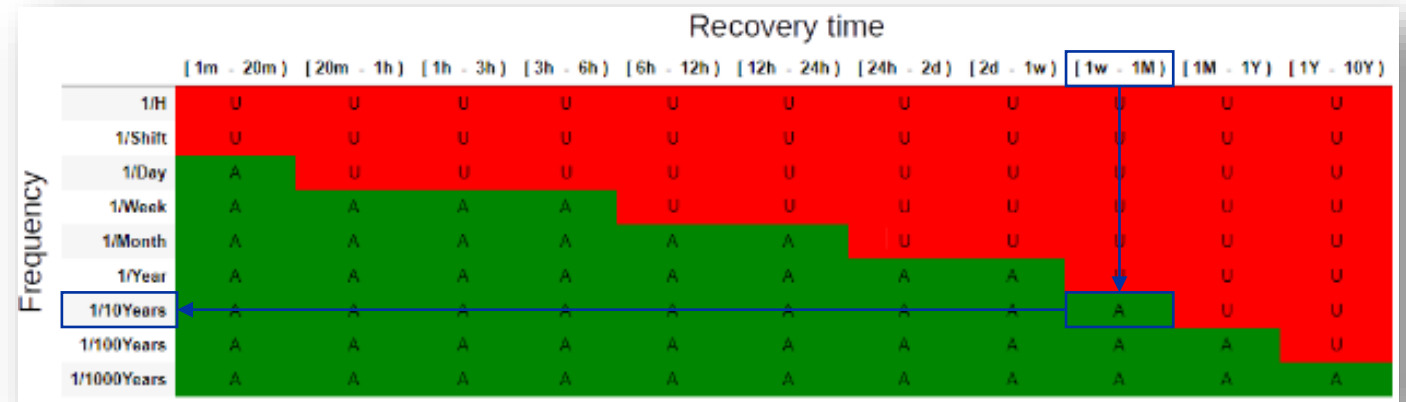 Recovery time
[ 1m - 20m ) [ 20m - 1h ) [ 1h - 3h ) [ 3h - 6h ) [ 6h - 12h ) [ 12h - 24h ) [ 24h - 2d ) [ 2d - 1w ) [ 1w - 1M ) [ 1M - 1Y ) [ 1Y - 10Y )
Frequency
1/H U U U U U U U U U U U
1/Shift U U U U U U U U U U U
1/Day A U U U U U U U U U U
1/Week A A A A U U U U U U U
1/Month A A A A A A U U U U U
1/Year A A A A A A A A U U U
1/10Years A A A A A A A A A U U
1/100Years A A A A A A A A A A U
1/1000Years A A A A A A A A A A A